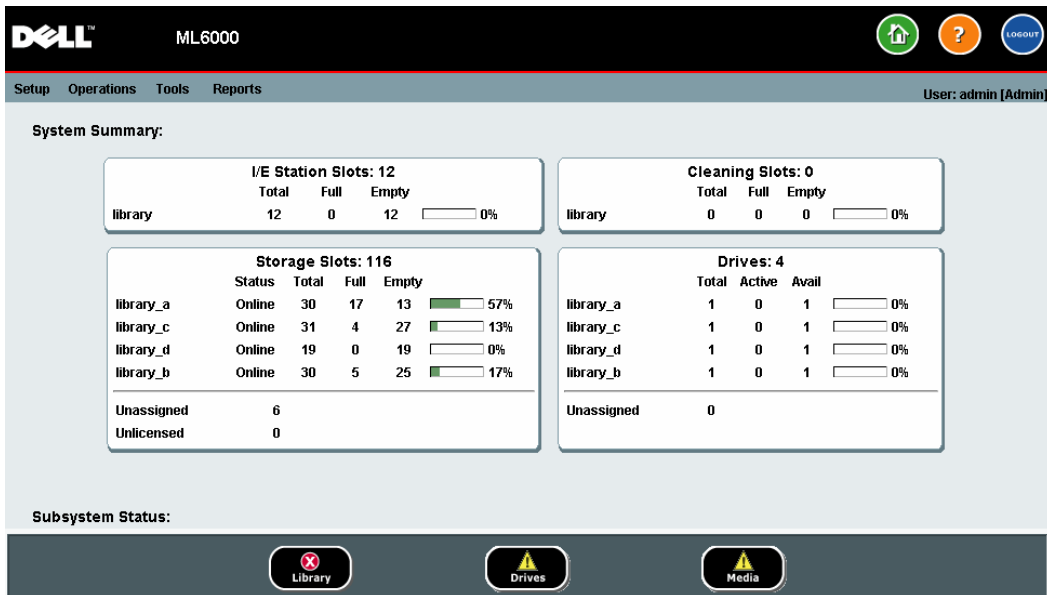 DELL™ ML6000 ? LOGOUT
Setup Operations Tools Reports User: admin [Admin]
System Summary:
I/E Station Slots: 12
Total Full Empty
library 12 0 12 0%
Cleaning Slots: 0
Total Full Empty
library 0 0 0 0%
Storage Slots: 116
Status Total Full Empty
library_a Online 30 17 13 57%
library_c Online 31 4 27 13%
library_d Online 19 0 19 0%
library_b Online 30 5 25 17%
Unassigned 6
Unlicensed 0
Drives: 4
Total Active Avail
library_a 1 0 1 0%
library_c 1 0 1 0%
library_d 1 0 1 0%
library_b 1 0 1 0%
Unassigned 0
Subsystem Status:
Library Drives Media